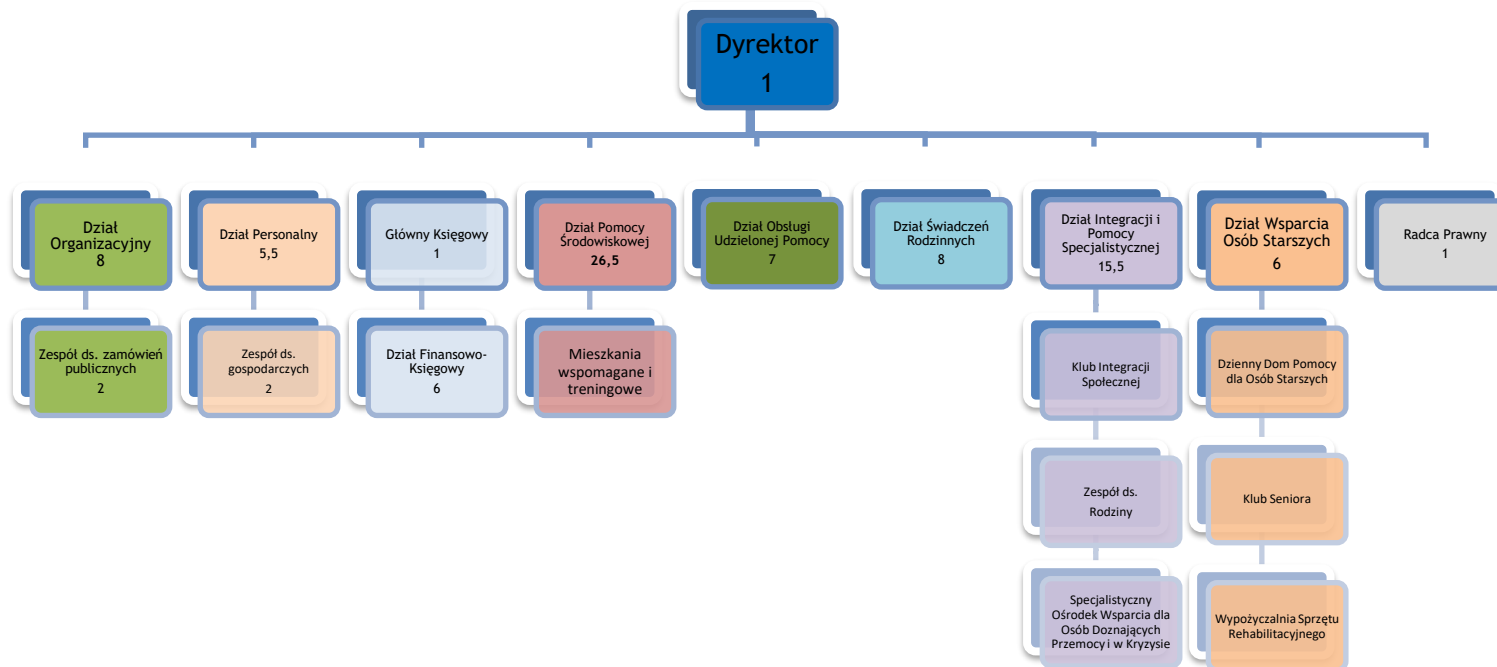 Dyrektor
1
Dział
Organizacyjny
8
Dział Personalny
5,5
Główny Księgowy
1
Dział Pomocy
Środowiskowej
26,5
Dział Obsługi
Udzielonej Pomocy
7
Dział Świadczeń
Rodzinnych
8
Dział Integracji i
Pomocy
Specjalistycznej
15,5
Dział Wsparcia
Osób Starszych
6
Radca Prawny
1
Zespół ds. zamówień
publicznych
2
Zespół ds.
gospodarczych
2
Dział Finansowo-
Księgowy
6
Mieszkania
wspomagane i
treningowe
Klub Integracji
Społecznej
Dzienny Dom Pomocy
dla Osób Starszych
Zespół ds.
Rodziny
Klub Seniora
Specjalistyczny
Ośrodek Wsparcia dla
Osób Doznających
Przemocy i w Kryzysie
Wypożyczalnia Sprzętu
Rehabilitacyjnego